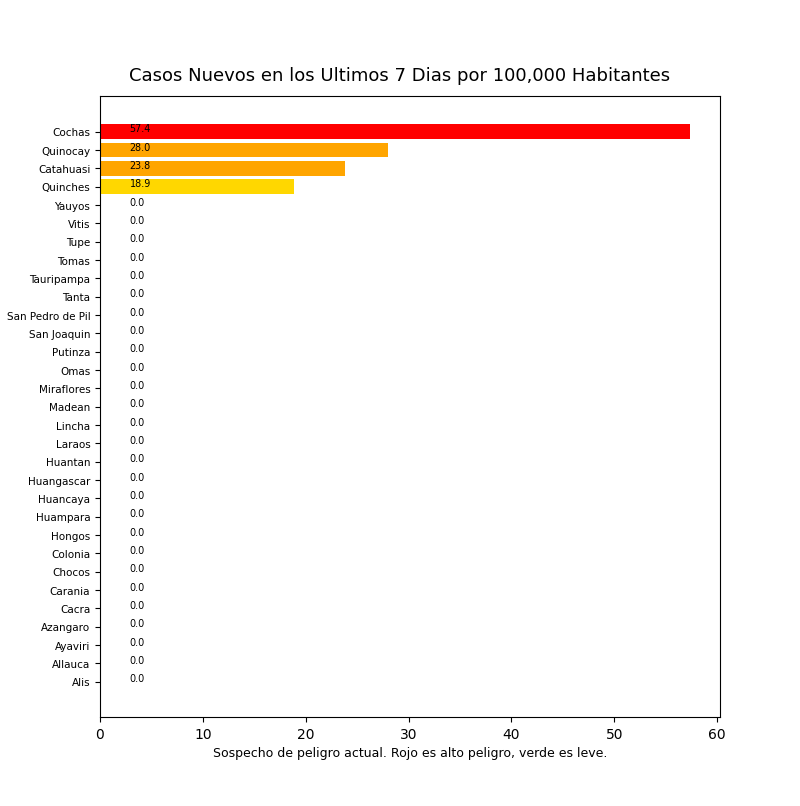 Casos Nuevos en los Ultimos 7 Dias por 100,000 Habitantes
Cochas 57.4
Quinocay 28.0
Catahuasi 23.8
Quinches 18.9
Yauyos 0.0
Vitis 0.0
Tupe 0.0
Tomas 0.0
Tauripampa 0.0
Tanta 0.0
San Pedro de Pil 0.0
San Joaquin 0.0
Putinza 0.0
Omas 0.0
Miraflores 0.0
Madean 0.0
Lincha 0.0
Laraos 0.0
Huantan 0.0
Huangascar 0.0
Huancaya 0.0
Huampara 0.0
Hongos 0.0
Colonia 0.0
Chocos 0.0
Carania 0.0
Cacra 0.0
Azangaro 0.0
Ayaviri 0.0
Allauca 0.0
Alis 0.0
0 10 20 30 40 50 60
Sospecho de peligro actual. Rojo es alto peligro, verde es leve.